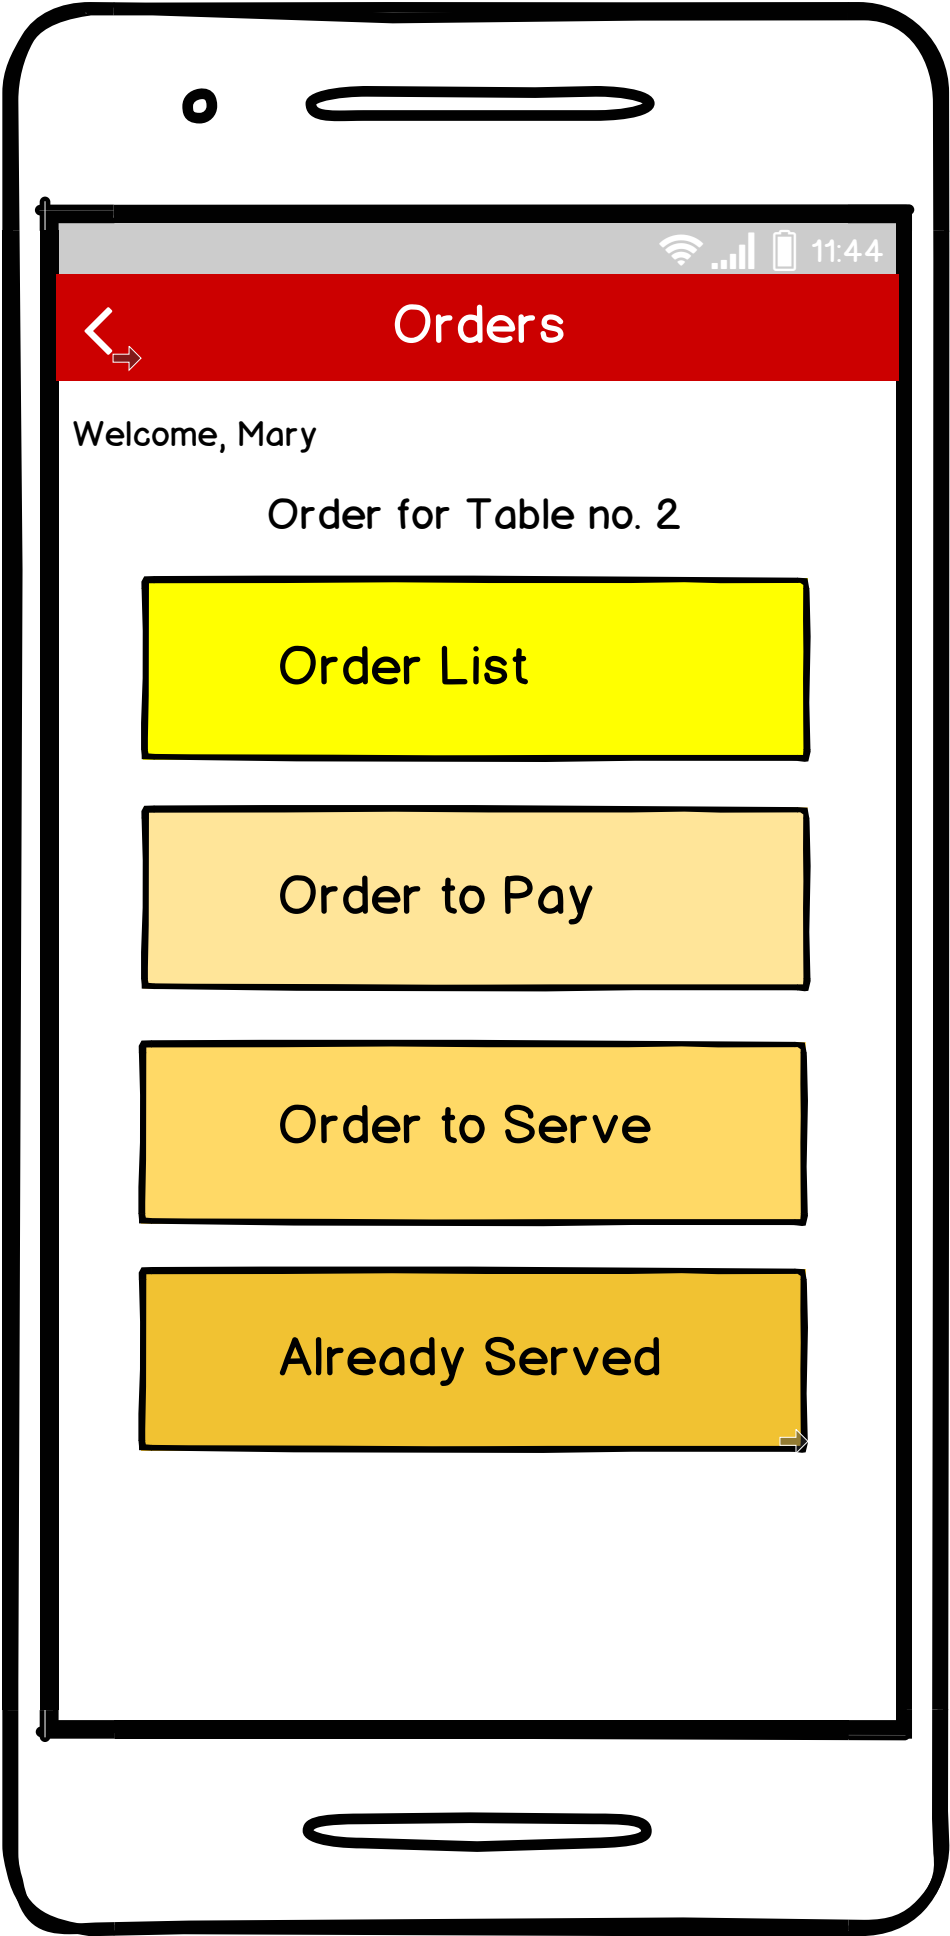 11:44
Orders
Welcome, Mary
Order for Table no. 2
Order List
Order to Pay
Order to Serve
Already Served